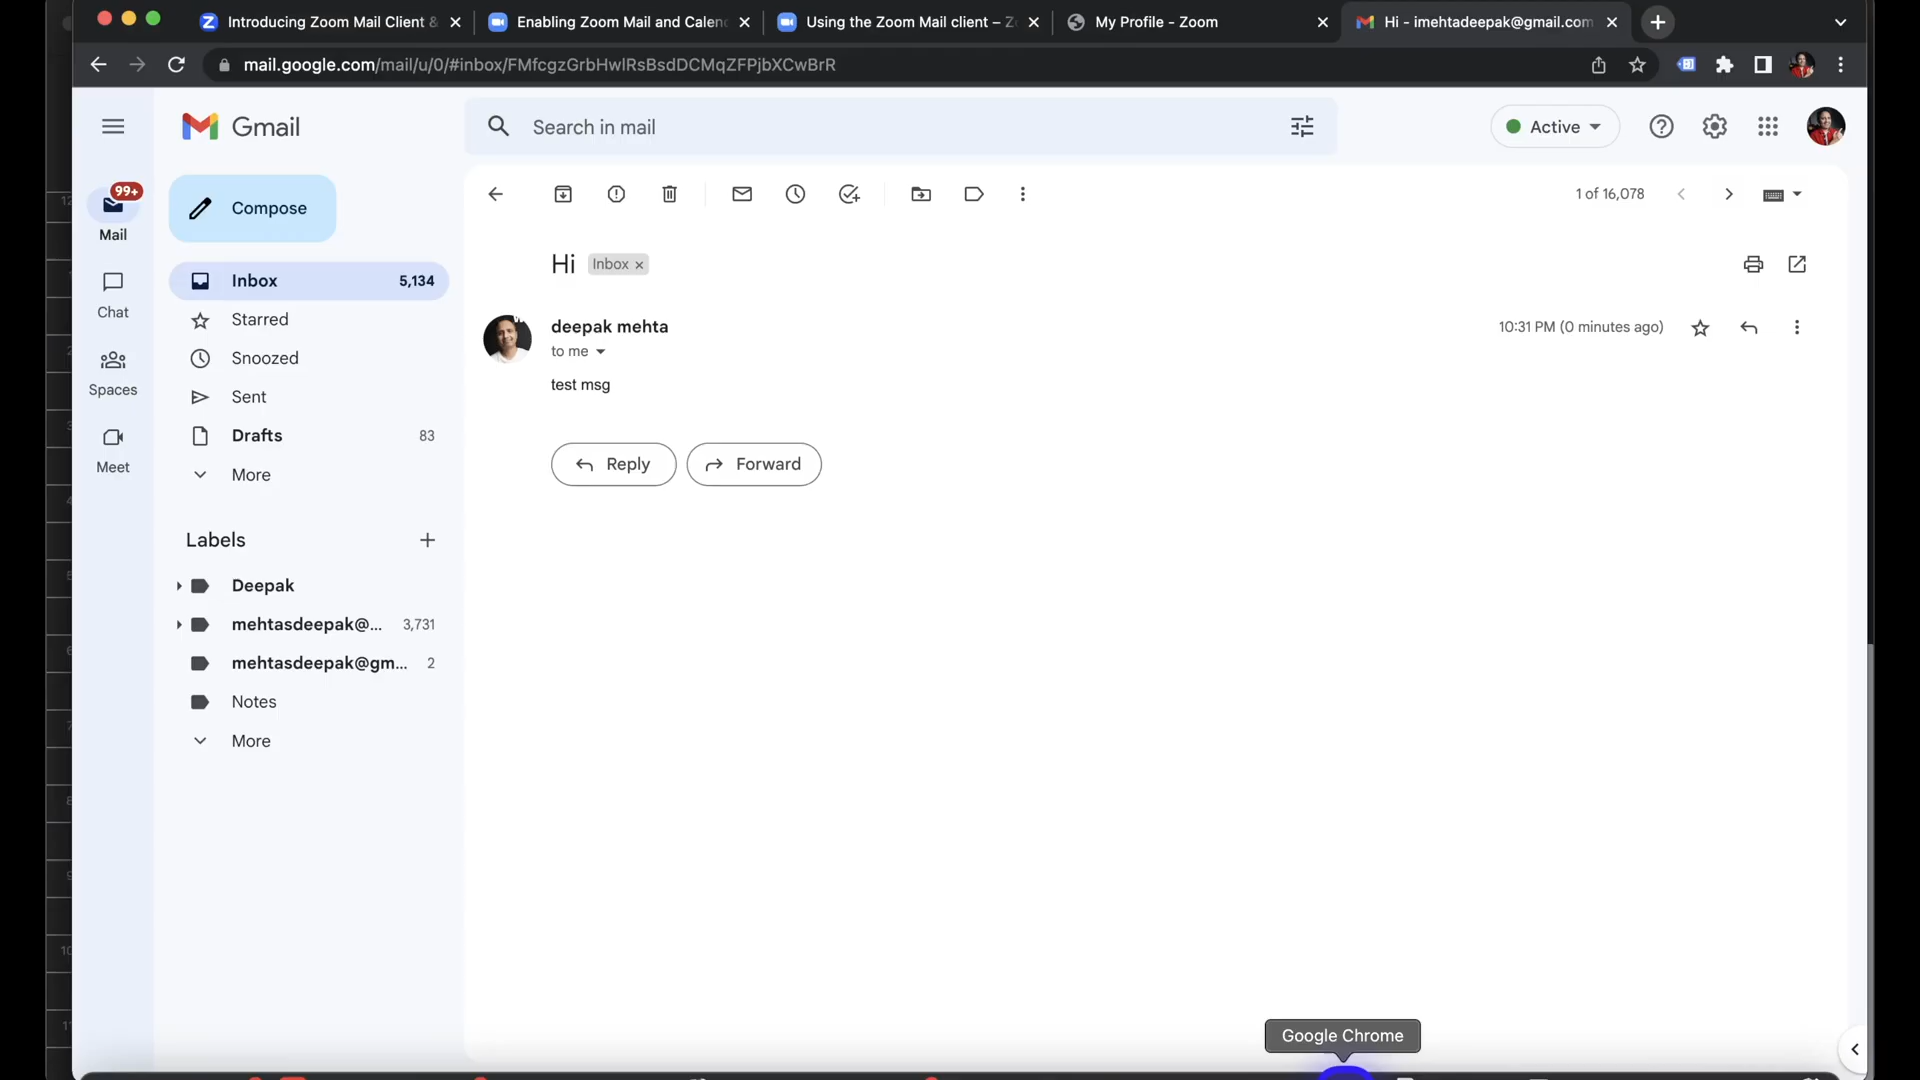 Introducing Zoom Mail Client &
Enabling Zoom Mail and Calen
Using the Zoom Mail client – Zo
My Profile - Zoom
Hi - imehtadeepak@gmail.com
mail.google.com/mail/u/0/#inbox/FMfcgzGrbHwlRsBsdDCMqZFPjbXCwBrR
Gmail
Search in mail
Active
99+
Mail
Compose
1 of 16,078
Chat
Spaces
Meet
Inbox 5,134
Starred
Snoozed
Sent
Drafts 83
More
Labels
Deepak
mehtasdeepak@... 3,731
mehtasdeepak@gm... 2
Notes
More
Hi Inbox
deepak mehta
10:31 PM (0 minutes ago)
to me
test msg
Reply
Forward
Google Chrome